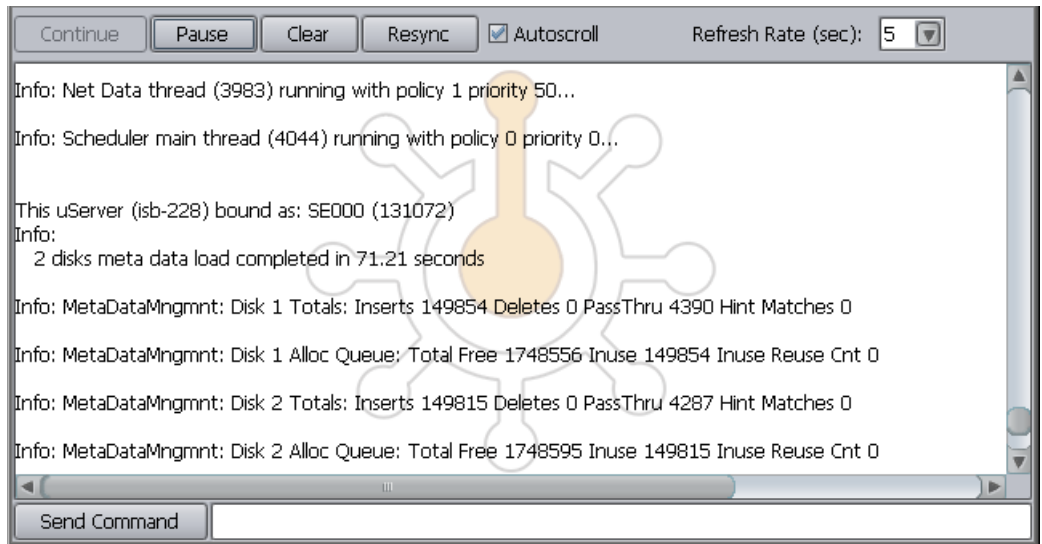 Continue Pause Clear Resync Autoscroll Refresh Rate (sec): 5
Info: Net Data thread (3983) running with policy 1 priority 50...
Info: Scheduler main thread (4044) running with policy 0 priority 0...
This uServer (isb-228) bound as: SE000 (131072)
Info:
2 disks meta data load completed in 71.21 seconds
Info: MetaDataMngmnt: Disk 1 Totals: Inserts 149854 Deletes 0 PassThru 4390 Hint Matches 0
Info: MetaDataMngmnt: Disk 1 Alloc Queue: Total Free 1748556 Inuse 149854 Inuse Reuse Cnt 0
Info: MetaDataMngmnt: Disk 2 Totals: Inserts 149815 Deletes 0 PassThru 4287 Hint Matches 0
Info: MetaDataMngmnt: Disk 2 Alloc Queue: Total Free 1748595 Inuse 149815 Inuse Reuse Cnt 0
Send Command